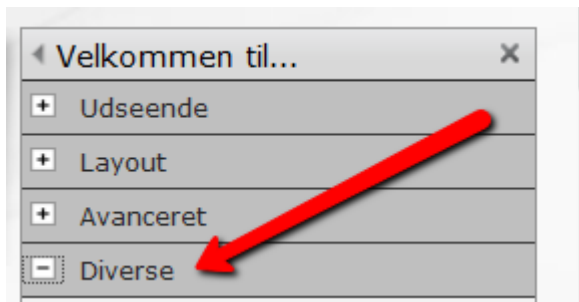 Velkommen til...
Udseende
Layout
Avanceret
Diverse